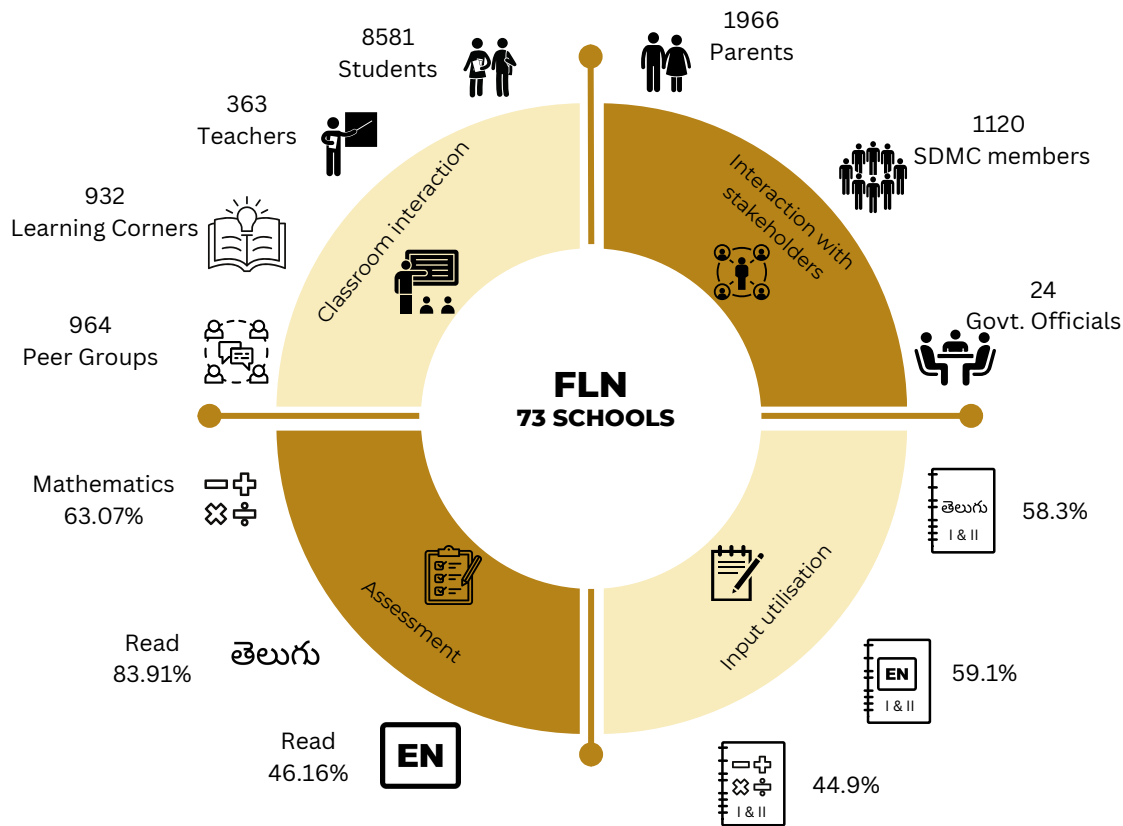 8581
Students
1966
Parents
363
Teachers
1120
SDMC members
932
Learning Corners
Classroom interaction
Interaction with
stakeholders
24
Govt. Officials
964
Peer Groups
FLN
73 SCHOOLS
Mathematics
63.07%
తెలుగు
I & II
58.3%
Assessment
Input utilisation
Read
83.91%
తెలుగు
EN
I & II
59.1%
Read
46.16%
EN
I & II
44.9%